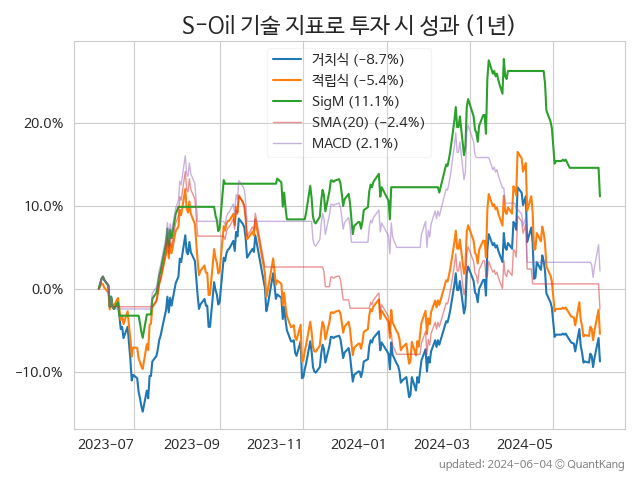 S-Oil 기술 지표로 투자 시 성과 (1년)
거치식 (-8.7%)
적립식 (-5.4%)
SigM (11.1%)
SMA(20) (-2.4%)
MACD (2.1%)
20.0%
10.0%
0.0%
-10.0%
2023-07 2023-09 2023-11 2024-01 2024-03 2024-05
updated: 2024-06-04 © QuantKang